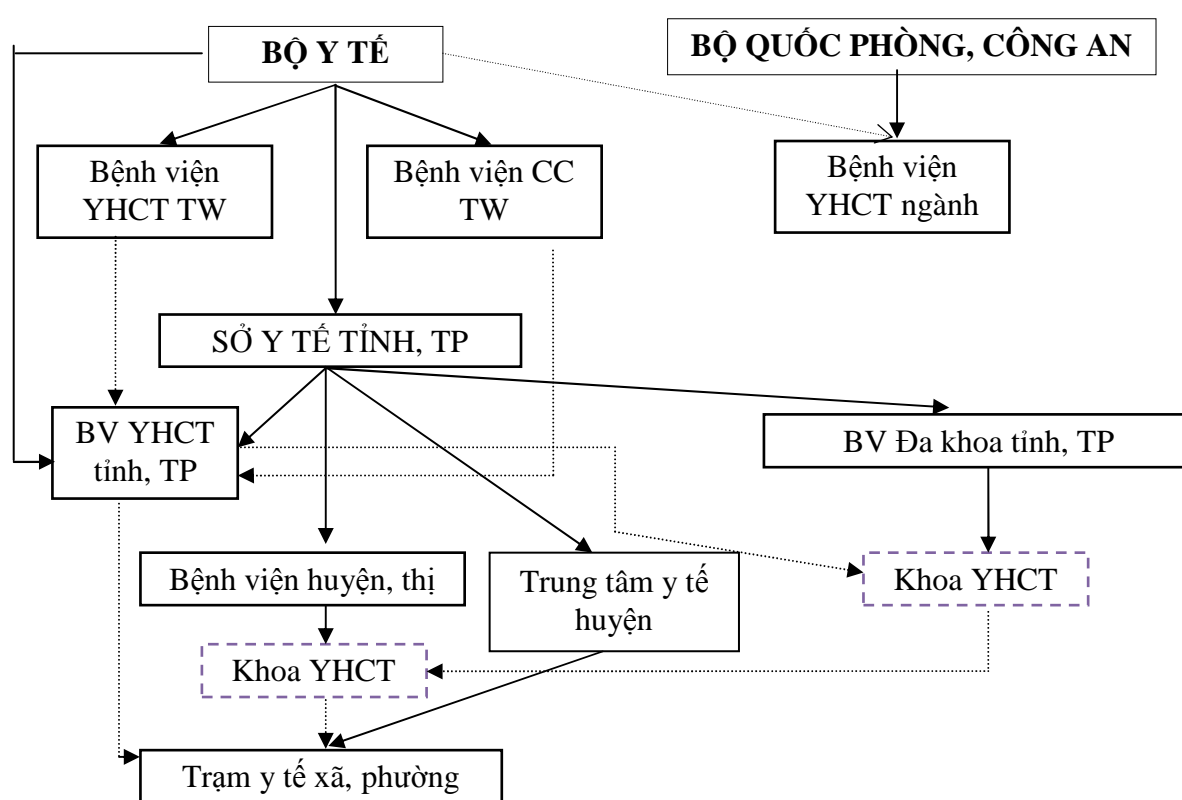 BỘ Y TẾ
BỘ QUỐC PHÒNG, CÔNG AN
Bệnh viện
YHCT TW
Bệnh viện CC
TW
Bệnh viện
YHCT ngành
SỞ Y TẾ TỈNH, TP
BV YHCT
tỉnh, TP
BV Đa khoa tỉnh, TP
Bệnh viện huyện, thị
Trung tâm y tế
huyện
Khoa YHCT
Khoa YHCT
Trạm y tế xã, phường